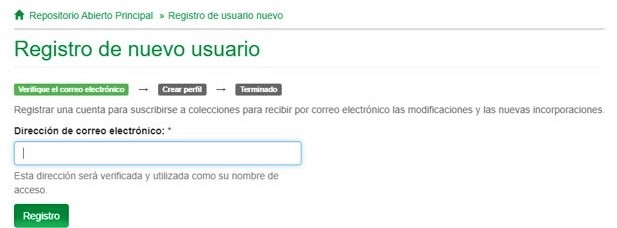 Repositorio Abierto Principal » Registro de usuario nuevo
Registro de nuevo usuario
Verifique el correo electrónico → Crear perfil → Terminado
Registrar una cuenta para suscribirse a colecciones para recibir por correo electrónico las modificaciones y las nuevas incorporaciones.
Dirección de correo electrónico: *
Esta dirección será verificada y utilizada como su nombre de
acceso.
Registro